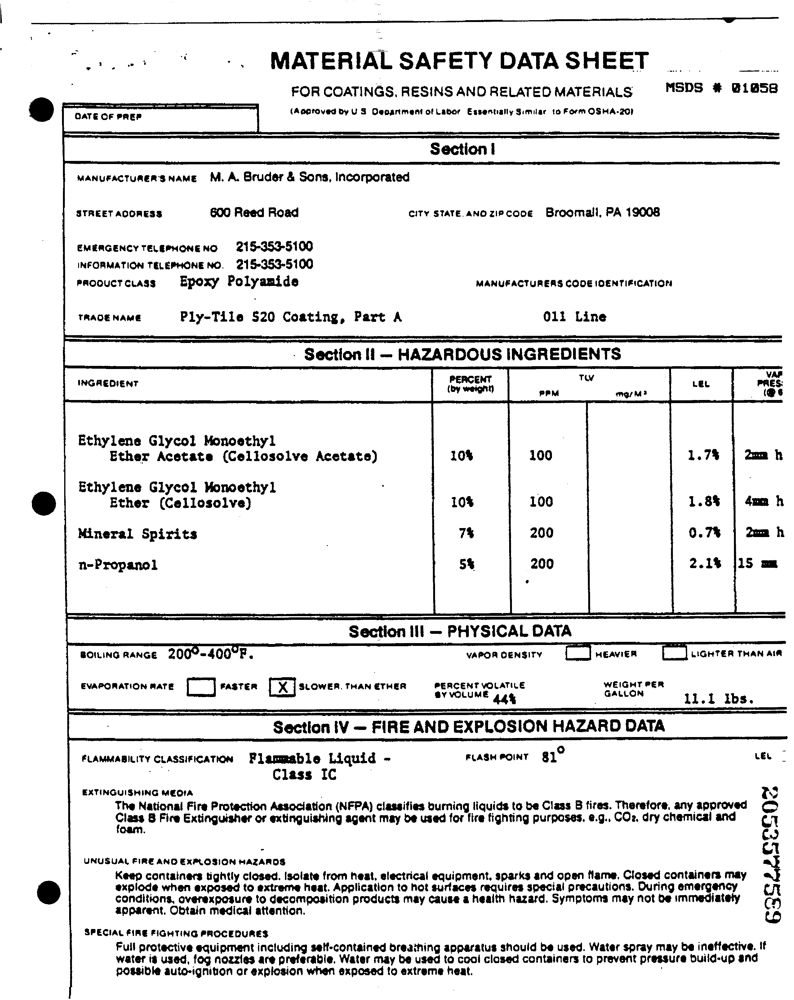 MATERIAL SAFETY DATA SHEET
FOR COATINGS, RESINS AND RELATED MATERIALS MSDS # 01058
(Approved by U S Department of Labor Essentially Similar to Form OSHA-20)
DATE OF PREP
Section I
MANUFACTURER'S NAME M. A. Bruder & Sons, Incorporated
STREET ADDRESS 600 Reed Road CITY STATE. AND ZIP CODE Broomall, PA 19008
EMERGENCY TELEPHONE NO 215-353-5100
INFORMATION TELEPHONE NO. 215-353-5100
PRODUCT CLASS Epoxy Polyamide MANUFACTURERS CODE IDENTIFICATION
TRADE NAME Ply-Tile 520 Coating, Part A 011 Line
Section II — HAZARDOUS INGREDIENTS
INGREDIENT PERCENT (by weight) TLV PPM mg/M³ LEL VAP PRES
Ethylene Glycol Monoethyl
Ether Acetate (Cellosolve Acetate) 10% 100 1.7% 2mm h
Ethylene Glycol Monoethyl
Ether (Cellosolve) 10% 100 1.8% 4mm h
Mineral Spirits 7% 200 0.7% 2mm h
n-Propanol 5% 200 2.1% 15 mm
Section III — PHYSICAL DATA
BOILING RANGE 200°-400°F. VAPOR DENSITY HEAVIER LIGHTER THAN AIR
EVAPORATION RATE FASTER X SLOWER. THAN ETHER PERCENT VOLATILE BY VOLUME 44% WEIGHT PER GALLON 11.1 lbs.
Section IV — FIRE AND EXPLOSION HAZARD DATA
FLAMMABILITY CLASSIFICATION Flammable Liquid - FLASH POINT 81° LEL
Class IC
EXTINGUISHING MEDIA
The National Fire Protection Association (NFPA) classifies burning liquids to be Class B fires. Therefore, any approved
Class B Fire Extinguisher or extinguishing agent may be used for fire fighting purposes, e.g., CO₂, dry chemical and
foam.
UNUSUAL FIRE AND EXPLOSION HAZARDS
Keep containers tightly closed. Isolate from heat, electrical equipment, sparks and open flame. Closed containers may
explode when exposed to extreme heat. Application to hot surfaces requires special precautions. During emergency
conditions, overexposure to decomposition products may cause a health hazard. Symptoms may not be immediately
apparent. Obtain medical attention.
SPECIAL FIRE FIGHTING PROCEDURES
Full protective equipment including self-contained breathing apparatus should be used. Water spray may be ineffective. If
water is used, fog nozzles are preferable. Water may be used to cool closed containers to prevent pressure build-up and
possible auto-ignition or explosion when exposed to extreme heat.
2053577589